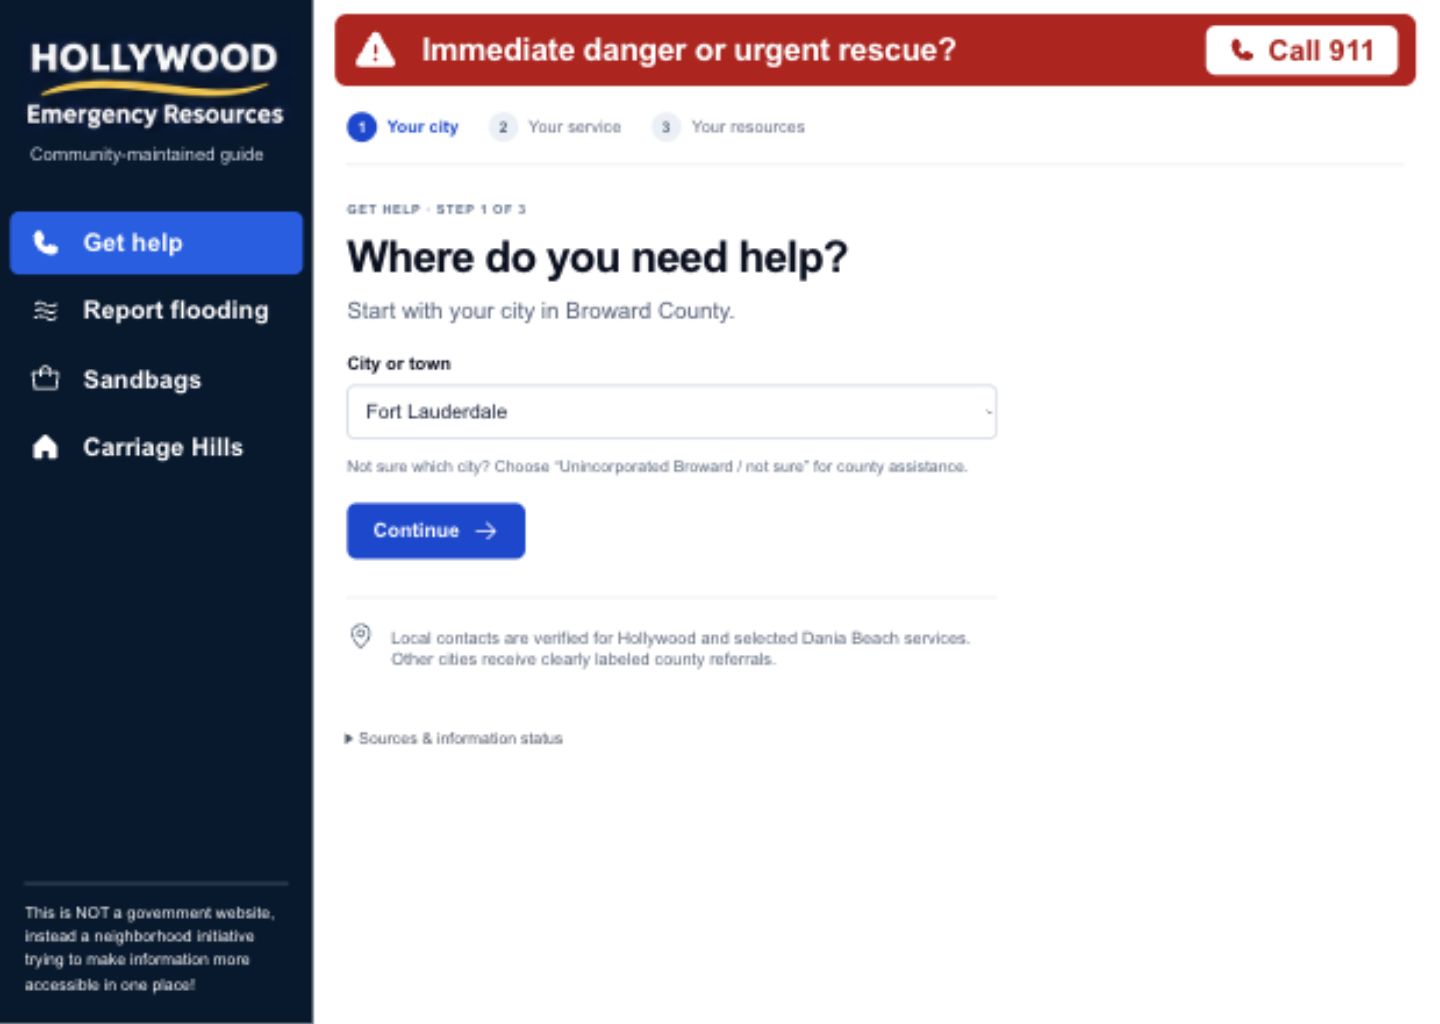 HOLLYWOOD
Emergency Resources
Community-maintained guide
Get help
Report flooding
Sandbags
Carriage Hills
This is NOT a government website,
instead a neighborhood initiative
trying to make information more
accessible in one place!
Immediate danger or urgent rescue?
Call 911
1 Your city
2 Your service
3 Your resources
GET HELP · STEP 1 OF 3
Where do you need help?
Start with your city in Broward County.
City or town
Fort Lauderdale
Not sure which city? Choose “Unincorporated Broward / not sure” for county assistance.
Continue →
Local contacts are verified for Hollywood and selected Dania Beach services.
Other cities receive clearly labeled county referrals.
Sources & information status